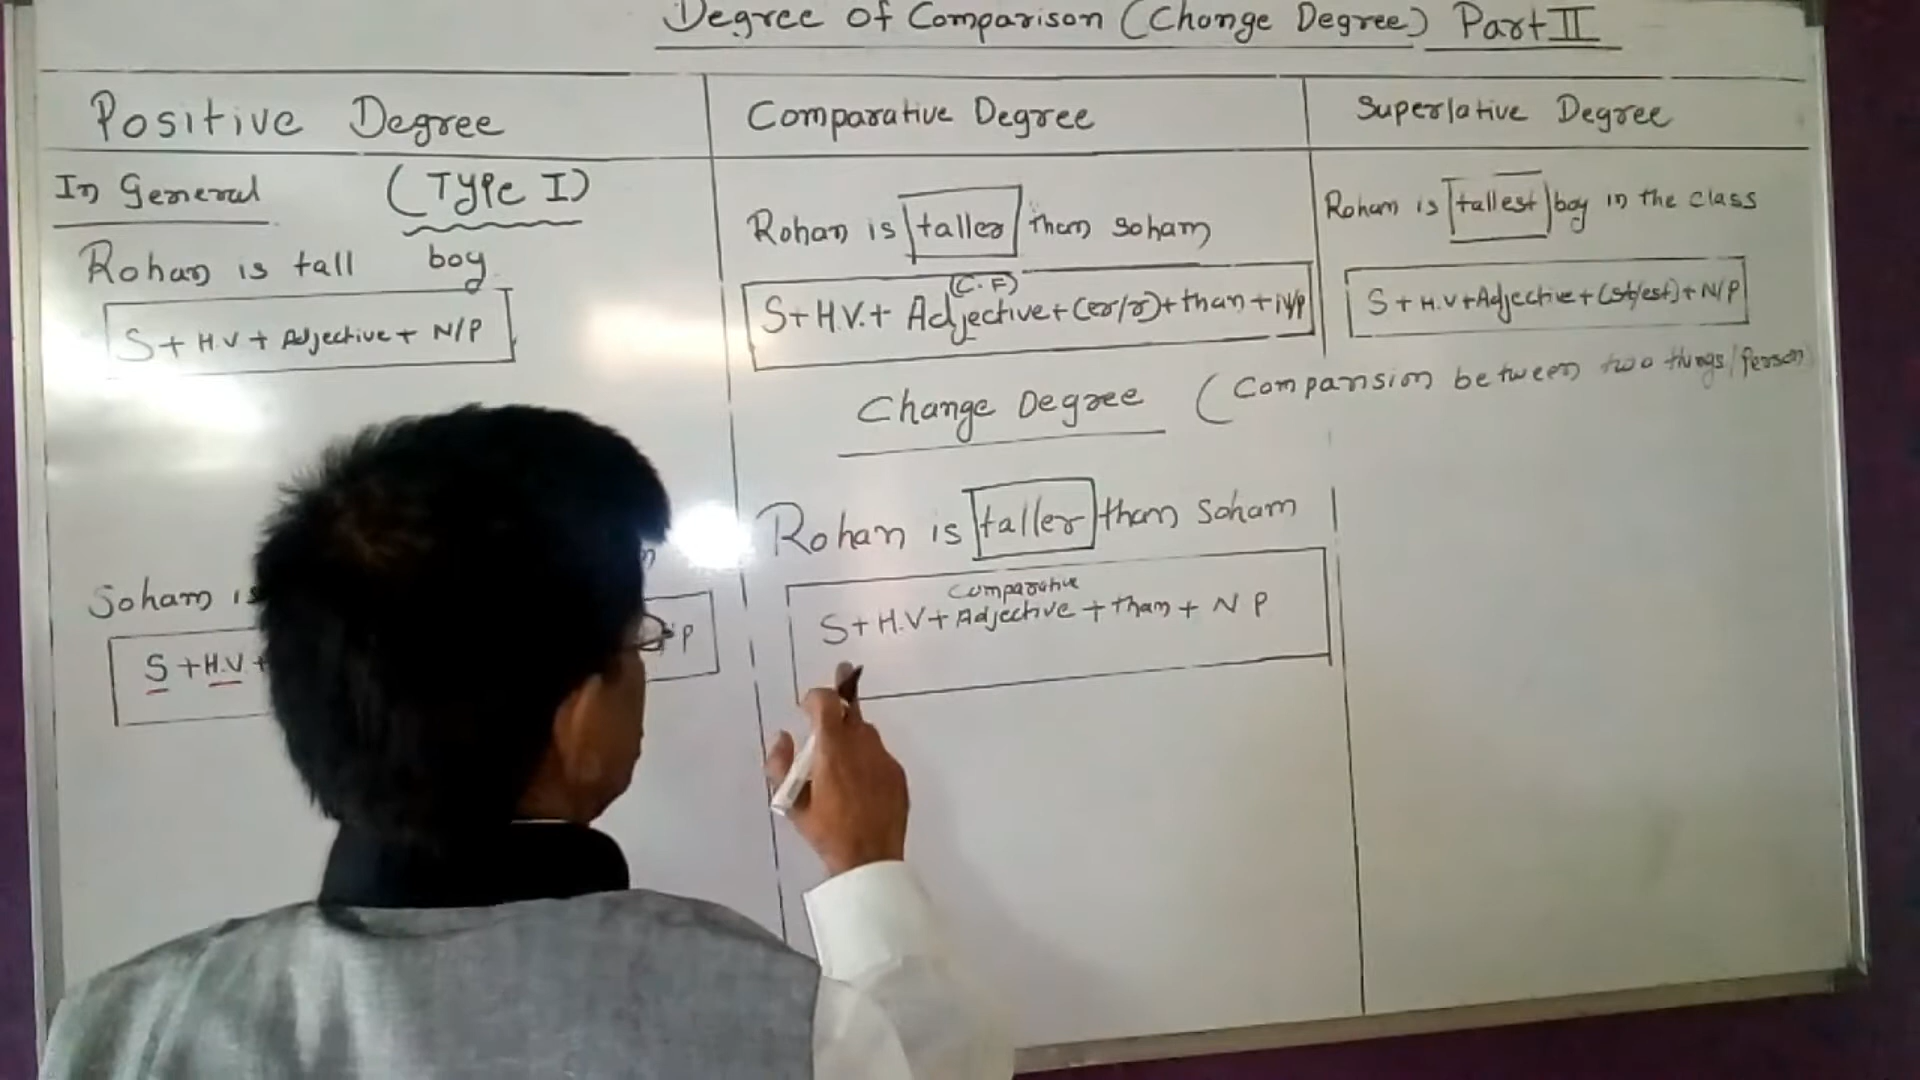 Degree of Comparison (Change Degree) Part II
Positive Degree
Comparative Degree
Superlative Degree
In General (Type I)
Rohan is tall boy
S + H.V + Adjective + N/P
Rohan is taller than Soham
(C.F)
S + H.V. + Adjective + (er/r) + than + N/P
Rohan is tallest boy in the class
S + H.V + Adjective + (st/est) + N/P
Change Degree (Compansion between two things/person)
Soham is
S + H.V +
P
Rohan is taller than Soham
Comparative
S + H.V + Adjective + than + N P